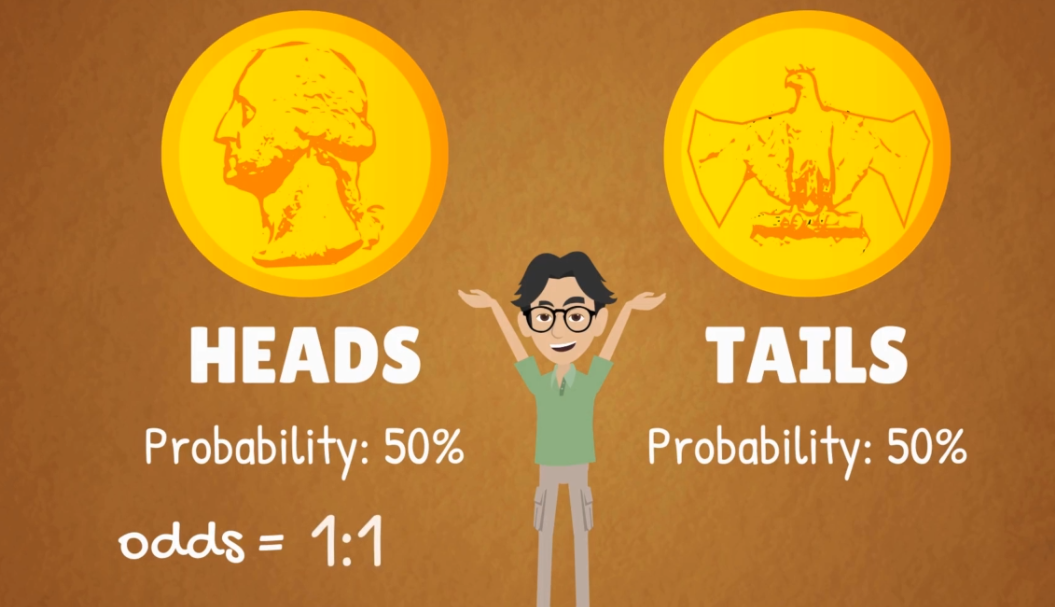 HEADS
TAILS
Probability: 50%
Probability: 50%
odds = 1:1